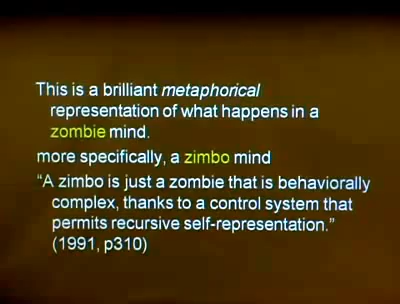 This is a brilliant metaphorical
representation of what happens in a
zombie mind.
more specifically, a zimbo mind
“A zimbo is just a zombie that is behaviorally
complex, thanks to a control system that
permits recursive self-representation.”
(1991, p310)